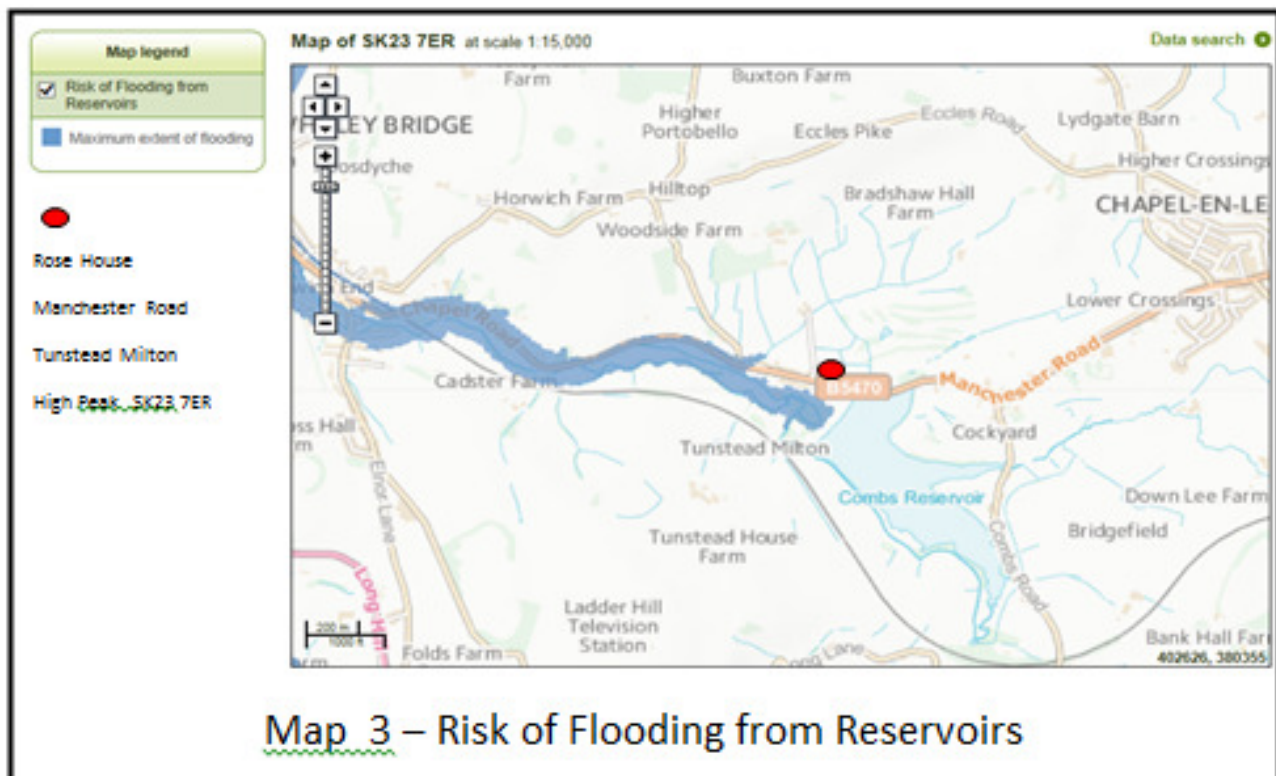 Map legend
Risk of Flooding from
Reservoirs
Maximum extent of flooding
Rose House
Manchester Road
Tunstead Milton
High Peak SK23 7ER
Map of SK23 7ER at scale 1:15,000
Data search
Farm
Buxton Farm
Higher
Portobello
Eccles Pike
Eccles Road
Lydgate Barn
EY BRIDGE
osdyche
Higher Crossings
Horwich Farm
Hilltop
Bradshaw Hall
Farm
CHAPEL-EN-LE
Woodside Farm
End
Chapel Road
Lower Crossings
Cadster Farm
B5470
Manchester Road
ss Hall
m
Tunstead Milton
Cockyard
Elnor Lane
Combs Reservoir
Down Lee Farm
Bridgefield
Tunstead House
Farm
Combs Road
Long Hill
Ladder Hill
Television
Station
200 m
1000 ft
arm
Folds Farm
Long Lane
Bank Hall Far
402626, 380355
Map 3 – Risk of Flooding from Reservoirs